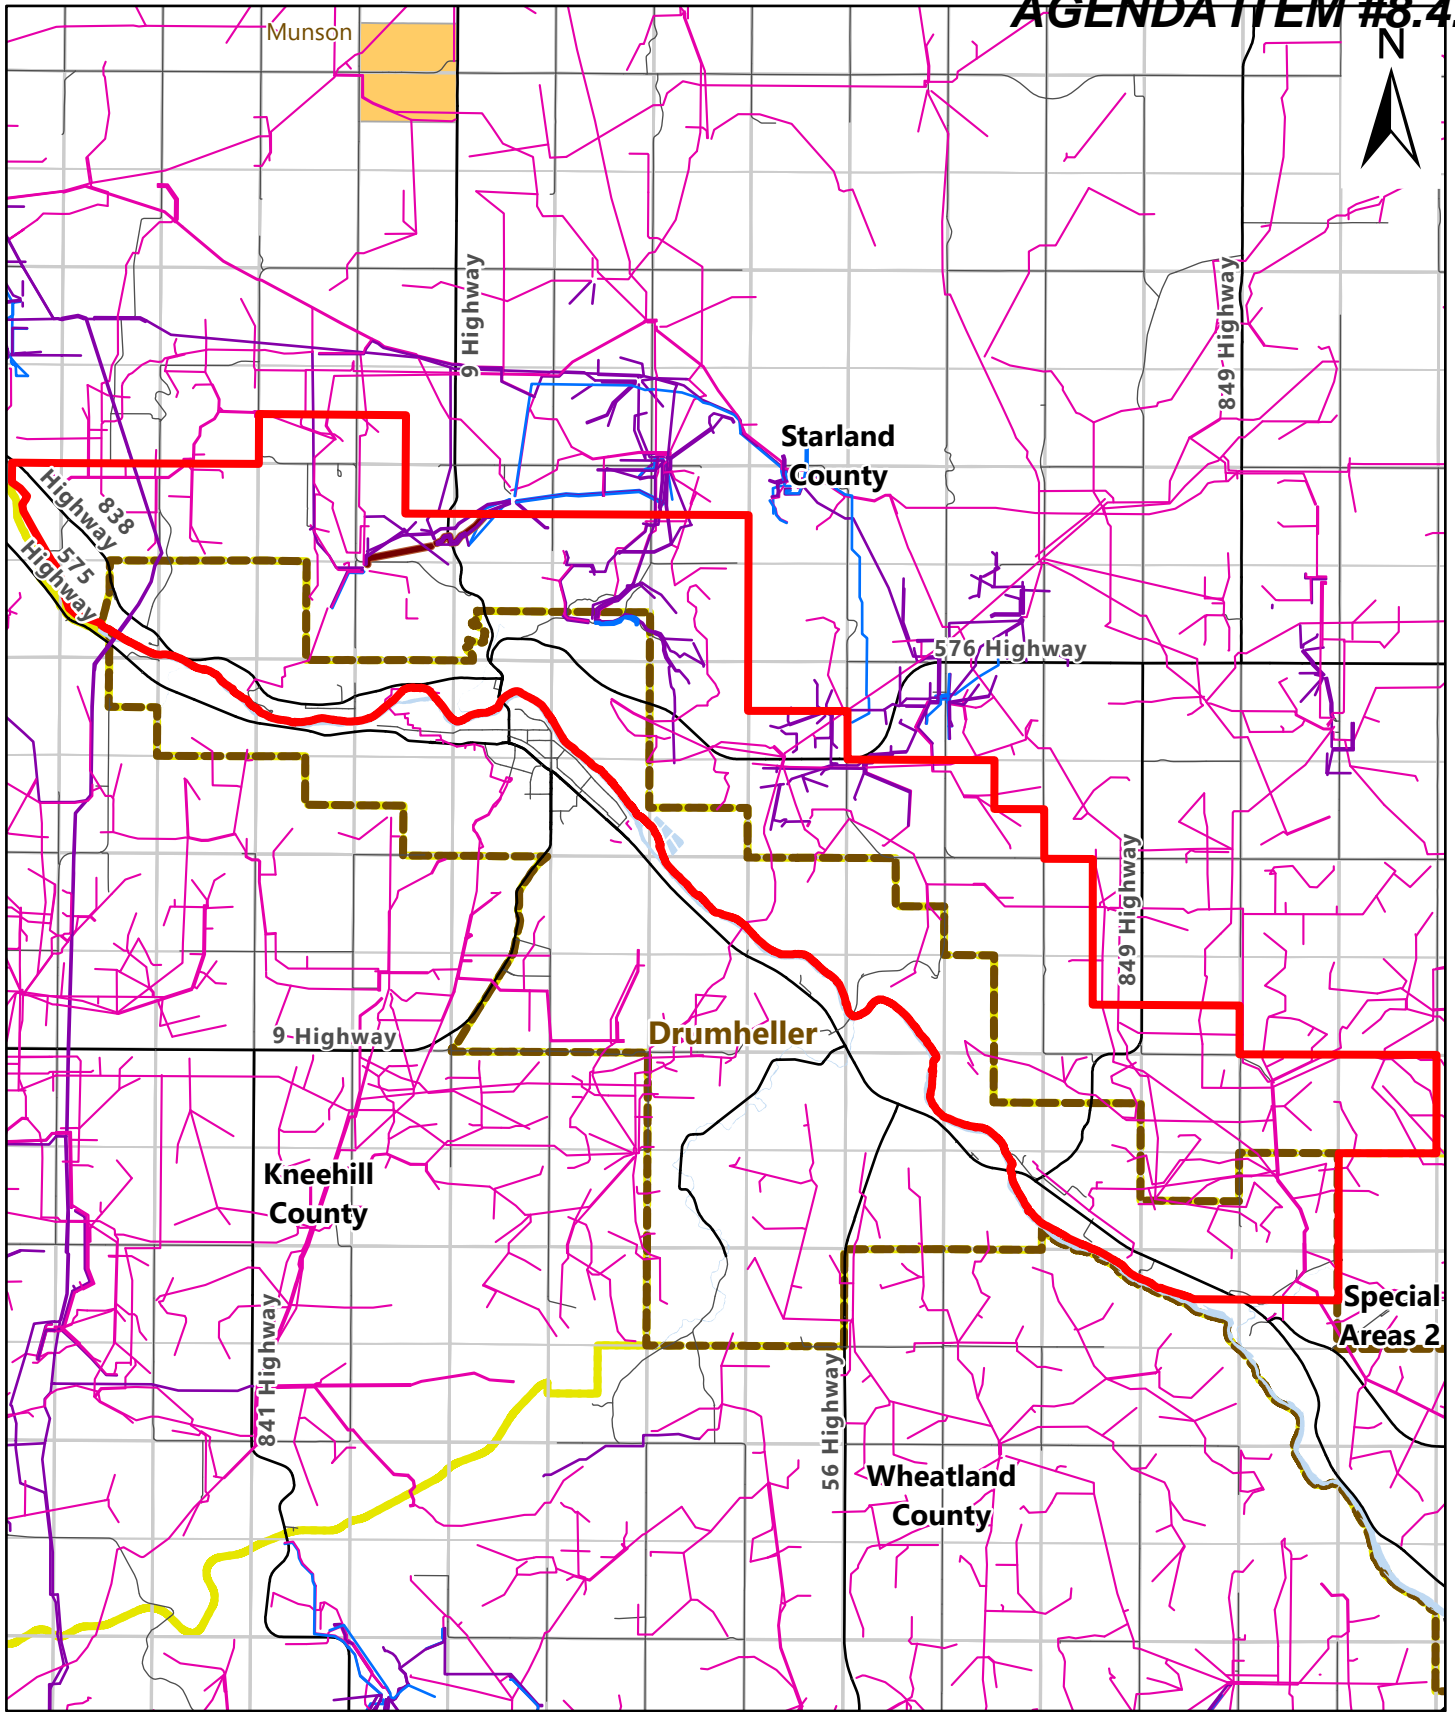 AGENDA ITEM #8.4.
Munson
N
9 Highway
849 Highway
Starland
County
838
Highway
575
Highway
576 Highway
849 Highway
9 Highway
Drumheller
Kneehill
County
Special
Areas 2
841 Highway
56 Highway
Wheatland
County